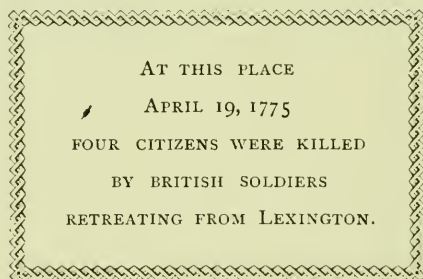 At this place
April 19, 1775
four citizens were killed
by british soldiers
retreating from Lexington.